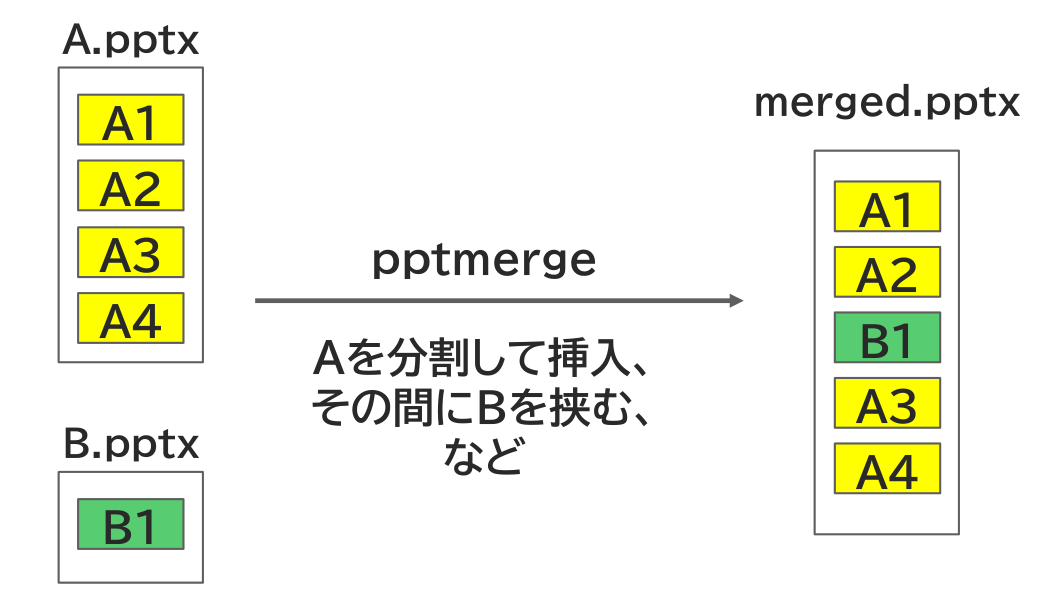 A.pptx
A1
A2
A3
A4
B.pptx
B1
pptmerge
Aを分割して挿入、
その間にBを挟む、
など
merged.pptx
A1
A2
B1
A3
A4